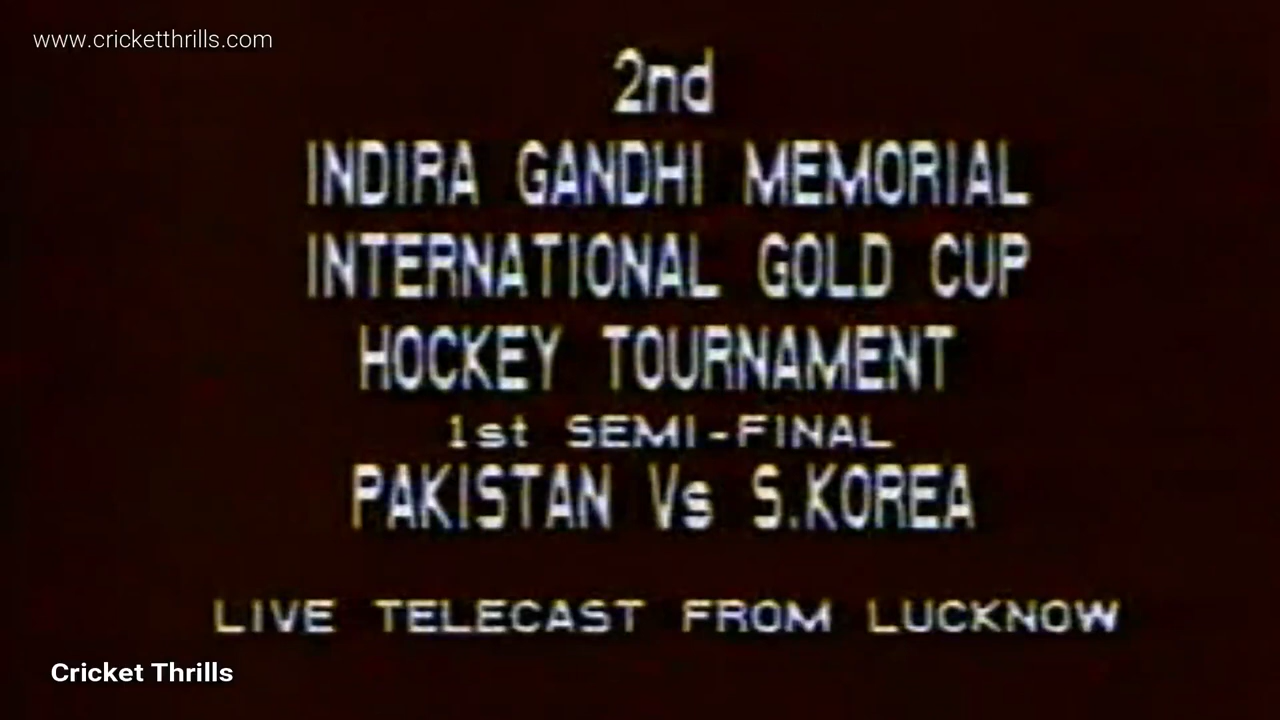 www.cricketthrills.com
2nd
INDIRA GANDHI MEMORIAL
INTERNATIONAL GOLD CUP
HOCKEY TOURNAMENT
1st SEMI-FINAL
PAKISTAN Vs S.KOREA
LIVE TELECAST FROM LUCKNOW
Cricket Thrills